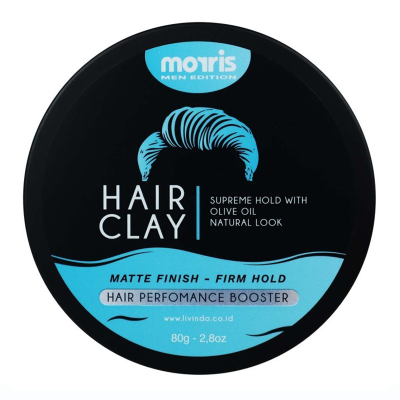 morris
MEN EDITION
HAIR
CLAY
SUPREME HOLD WITH
OLIVE OIL
NATURAL LOOK
MATTE FINISH - FIRM HOLD
HAIR PERFOMANCE BOOSTER
www.livinda.co.id
80g - 2,8oz